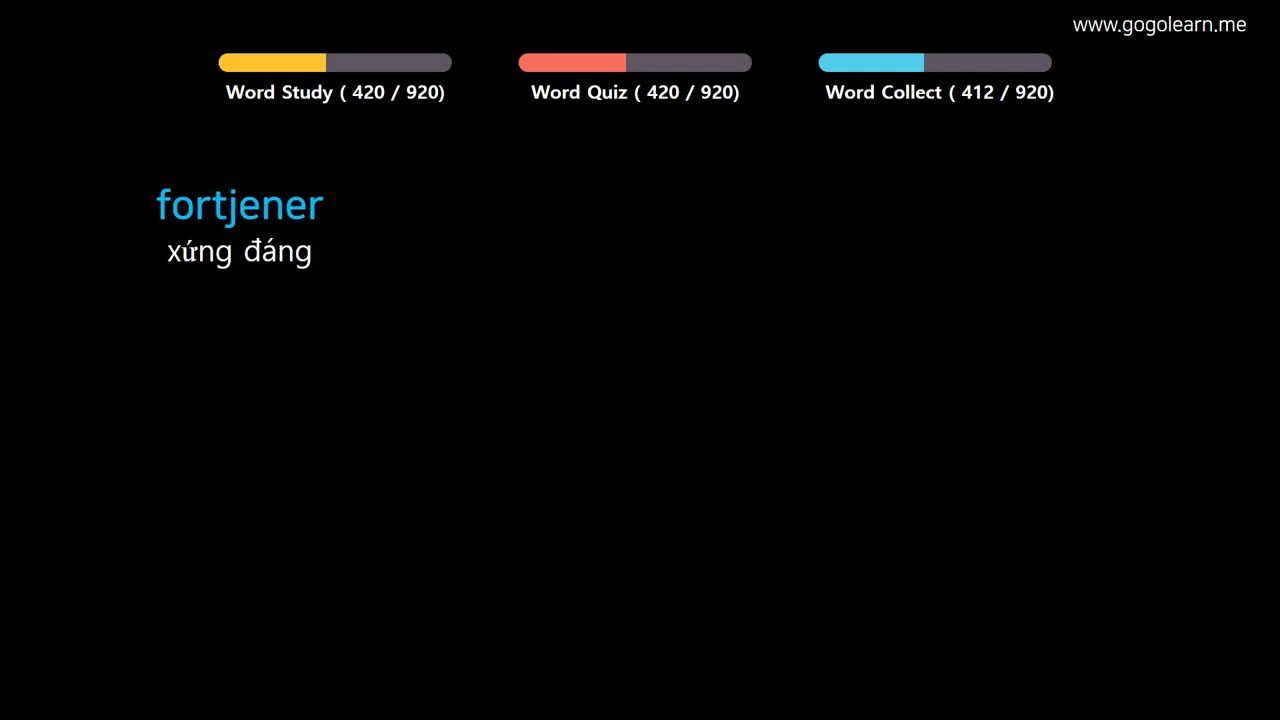 www.gogolearn.me
Word Study ( 420 / 920)
Word Quiz ( 420 / 920)
Word Collect ( 412 / 920)
fortjener
xứng đáng